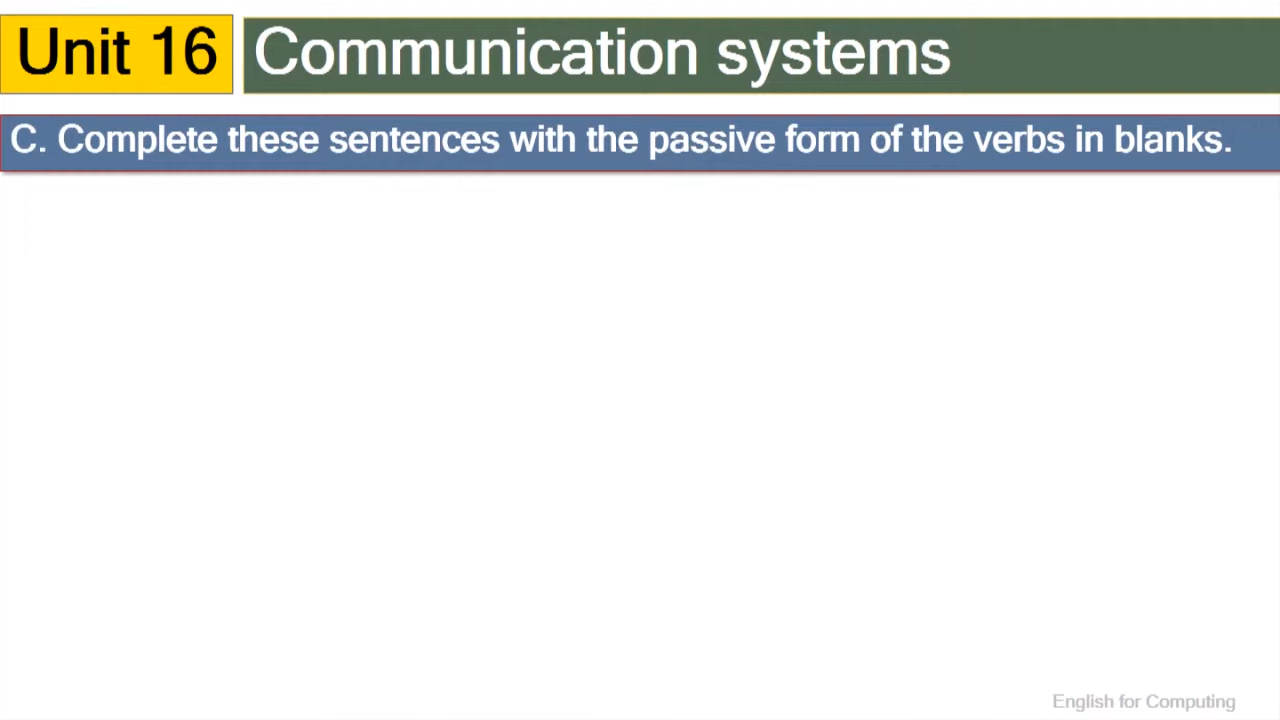 Unit 16
Communication systems
C. Complete these sentences with the passive form of the verbs in blanks.
English for Computing